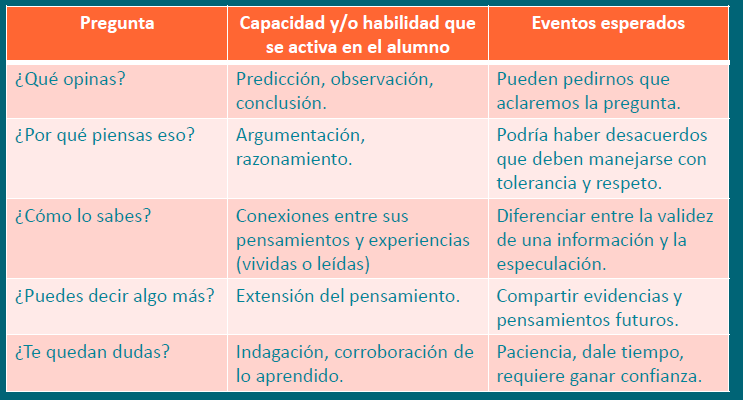 Pregunta
Capacidad y/o habilidad que
se activa en el alumno
Eventos esperados
¿Qué opinas?
Predicción, observación,
conclusión.
Pueden pedirnos que
aclaremos la pregunta.
¿Por qué piensas eso?
Argumentación,
razonamiento.
Podría haber desacuerdos
que deben manejarse con
tolerancia y respeto.
¿Cómo lo sabes?
Conexiones entre sus
pensamientos y experiencias
(vividas o leídas)
Diferenciar entre la validez
de una información y la
especulación.
¿Puedes decir algo más?
Extensión del pensamiento.
Compartir evidencias y
pensamientos futuros.
¿Te quedan dudas?
Indagación, corroboración de
lo aprendido.
Paciencia, dale tiempo,
requiere ganar confianza.